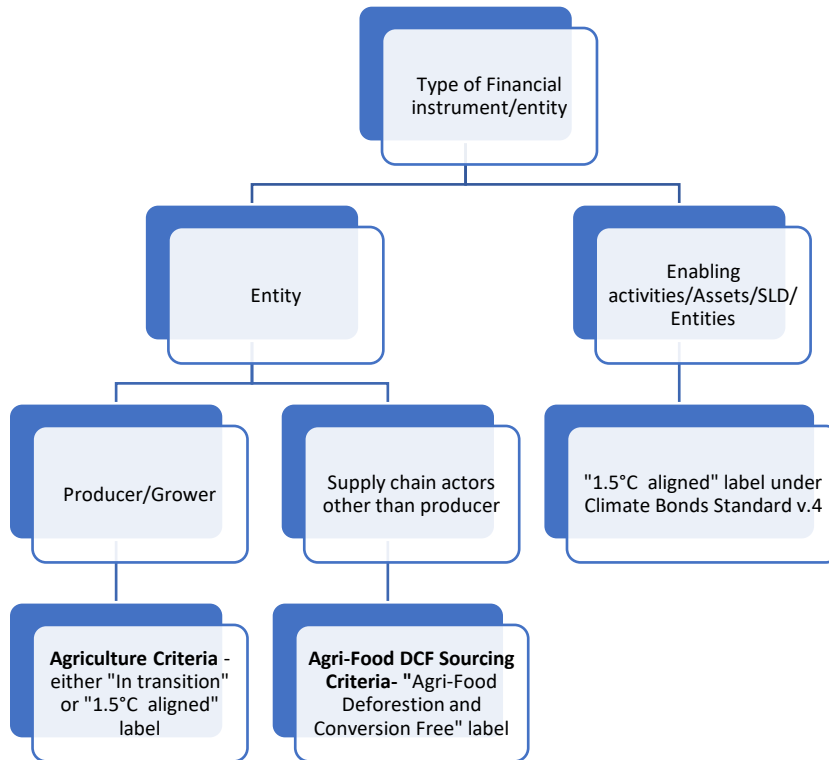 Type of Financial
instrument/entity
Entity
Enabling
activities/Assets/SLD/
Entities
Producer/Grower
Supply chain actors
other than producer
"1.5°C aligned" label under
Climate Bonds Standard v.4
Agriculture Criteria -
either "In transition"
or "1.5°C aligned"
label
Agri-Food DCF Sourcing
Criteria- "Agri-Food
Deforestion and
Conversion Free" label